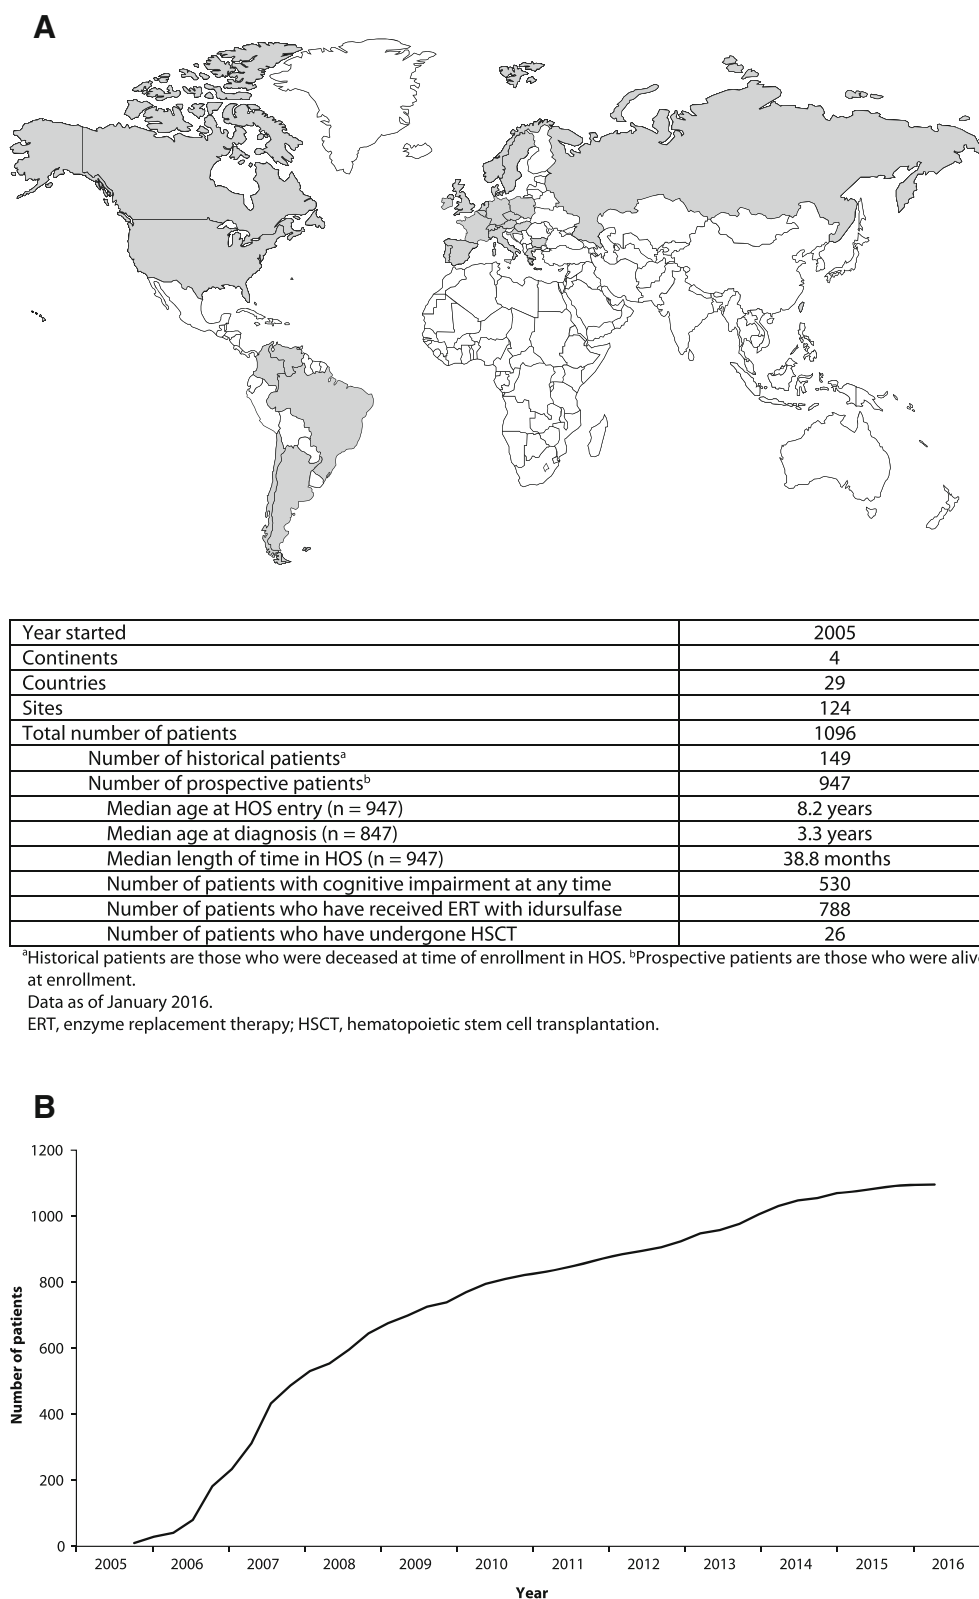 A
Year started 2005
Continents 4
Countries 29
Sites 124
Total number of patients 1096
Number of historical patientsᵃ 149
Number of prospective patientsᵇ 947
Median age at HOS entry (n = 947) 8.2 years
Median age at diagnosis (n = 847) 3.3 years
Median length of time in HOS (n = 947) 38.8 months
Number of patients with cognitive impairment at any time 530
Number of patients who have received ERT with idursulfase 788
Number of patients who have undergone HSCT 26
ᵃHistorical patients are those who were deceased at time of enrollment in HOS. ᵇProspective patients are those who were alive
at enrollment.
Data as of January 2016.
ERT, enzyme replacement therapy; HSCT, hematopoietic stem cell transplantation.
B
1200
1000
800
600
400
200
0
Number of patients
2005 2006 2007 2008 2009 2010 2011 2012 2013 2014 2015 2016
Year